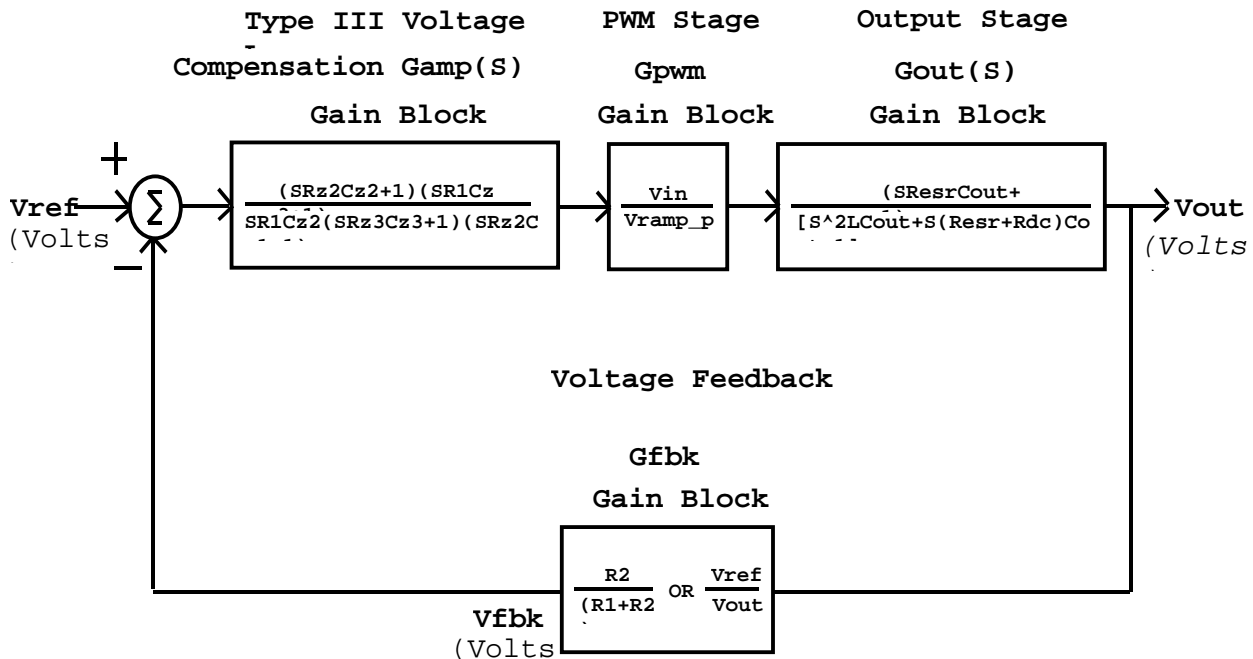 Type III Voltage
PWM Stage
Output Stage
Compensation Gamp(S)
Gpwm
Gout(S)
Gain Block
Gain Block
Gain Block
+
(SRz2Cz2+1)(SR1Cz
SR1Cz2(SRz3Cz3+1)(SRz2C
Vin
Vramp_p
(SResrCout+
[S^2LCout+S(Resr+Rdc)Co
Vref
(Volts
Σ
Vout
(Volts
−
Voltage Feedback
Gfbk
Gain Block
R2
(R1+R2
OR
Vref
Vout
Vfbk
(Volts